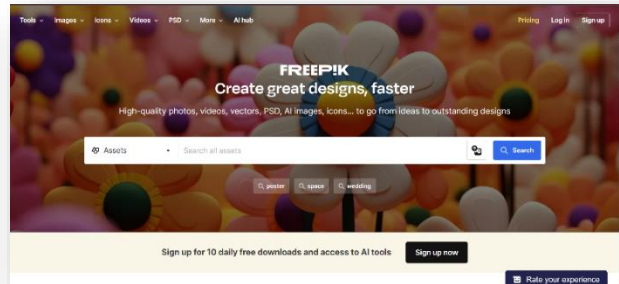 Tools Images Icons Videos PSD More AI hub Pricing Log in Sign up
FREEP!K
Create great designs, faster
High-quality photos, videos, vectors, PSD, AI images, icons... to go from ideas to outstanding designs
Assets Search all assets Search
poster space wedding
Sign up for 10 daily free downloads and access to AI tools Sign up now
Rate your experience